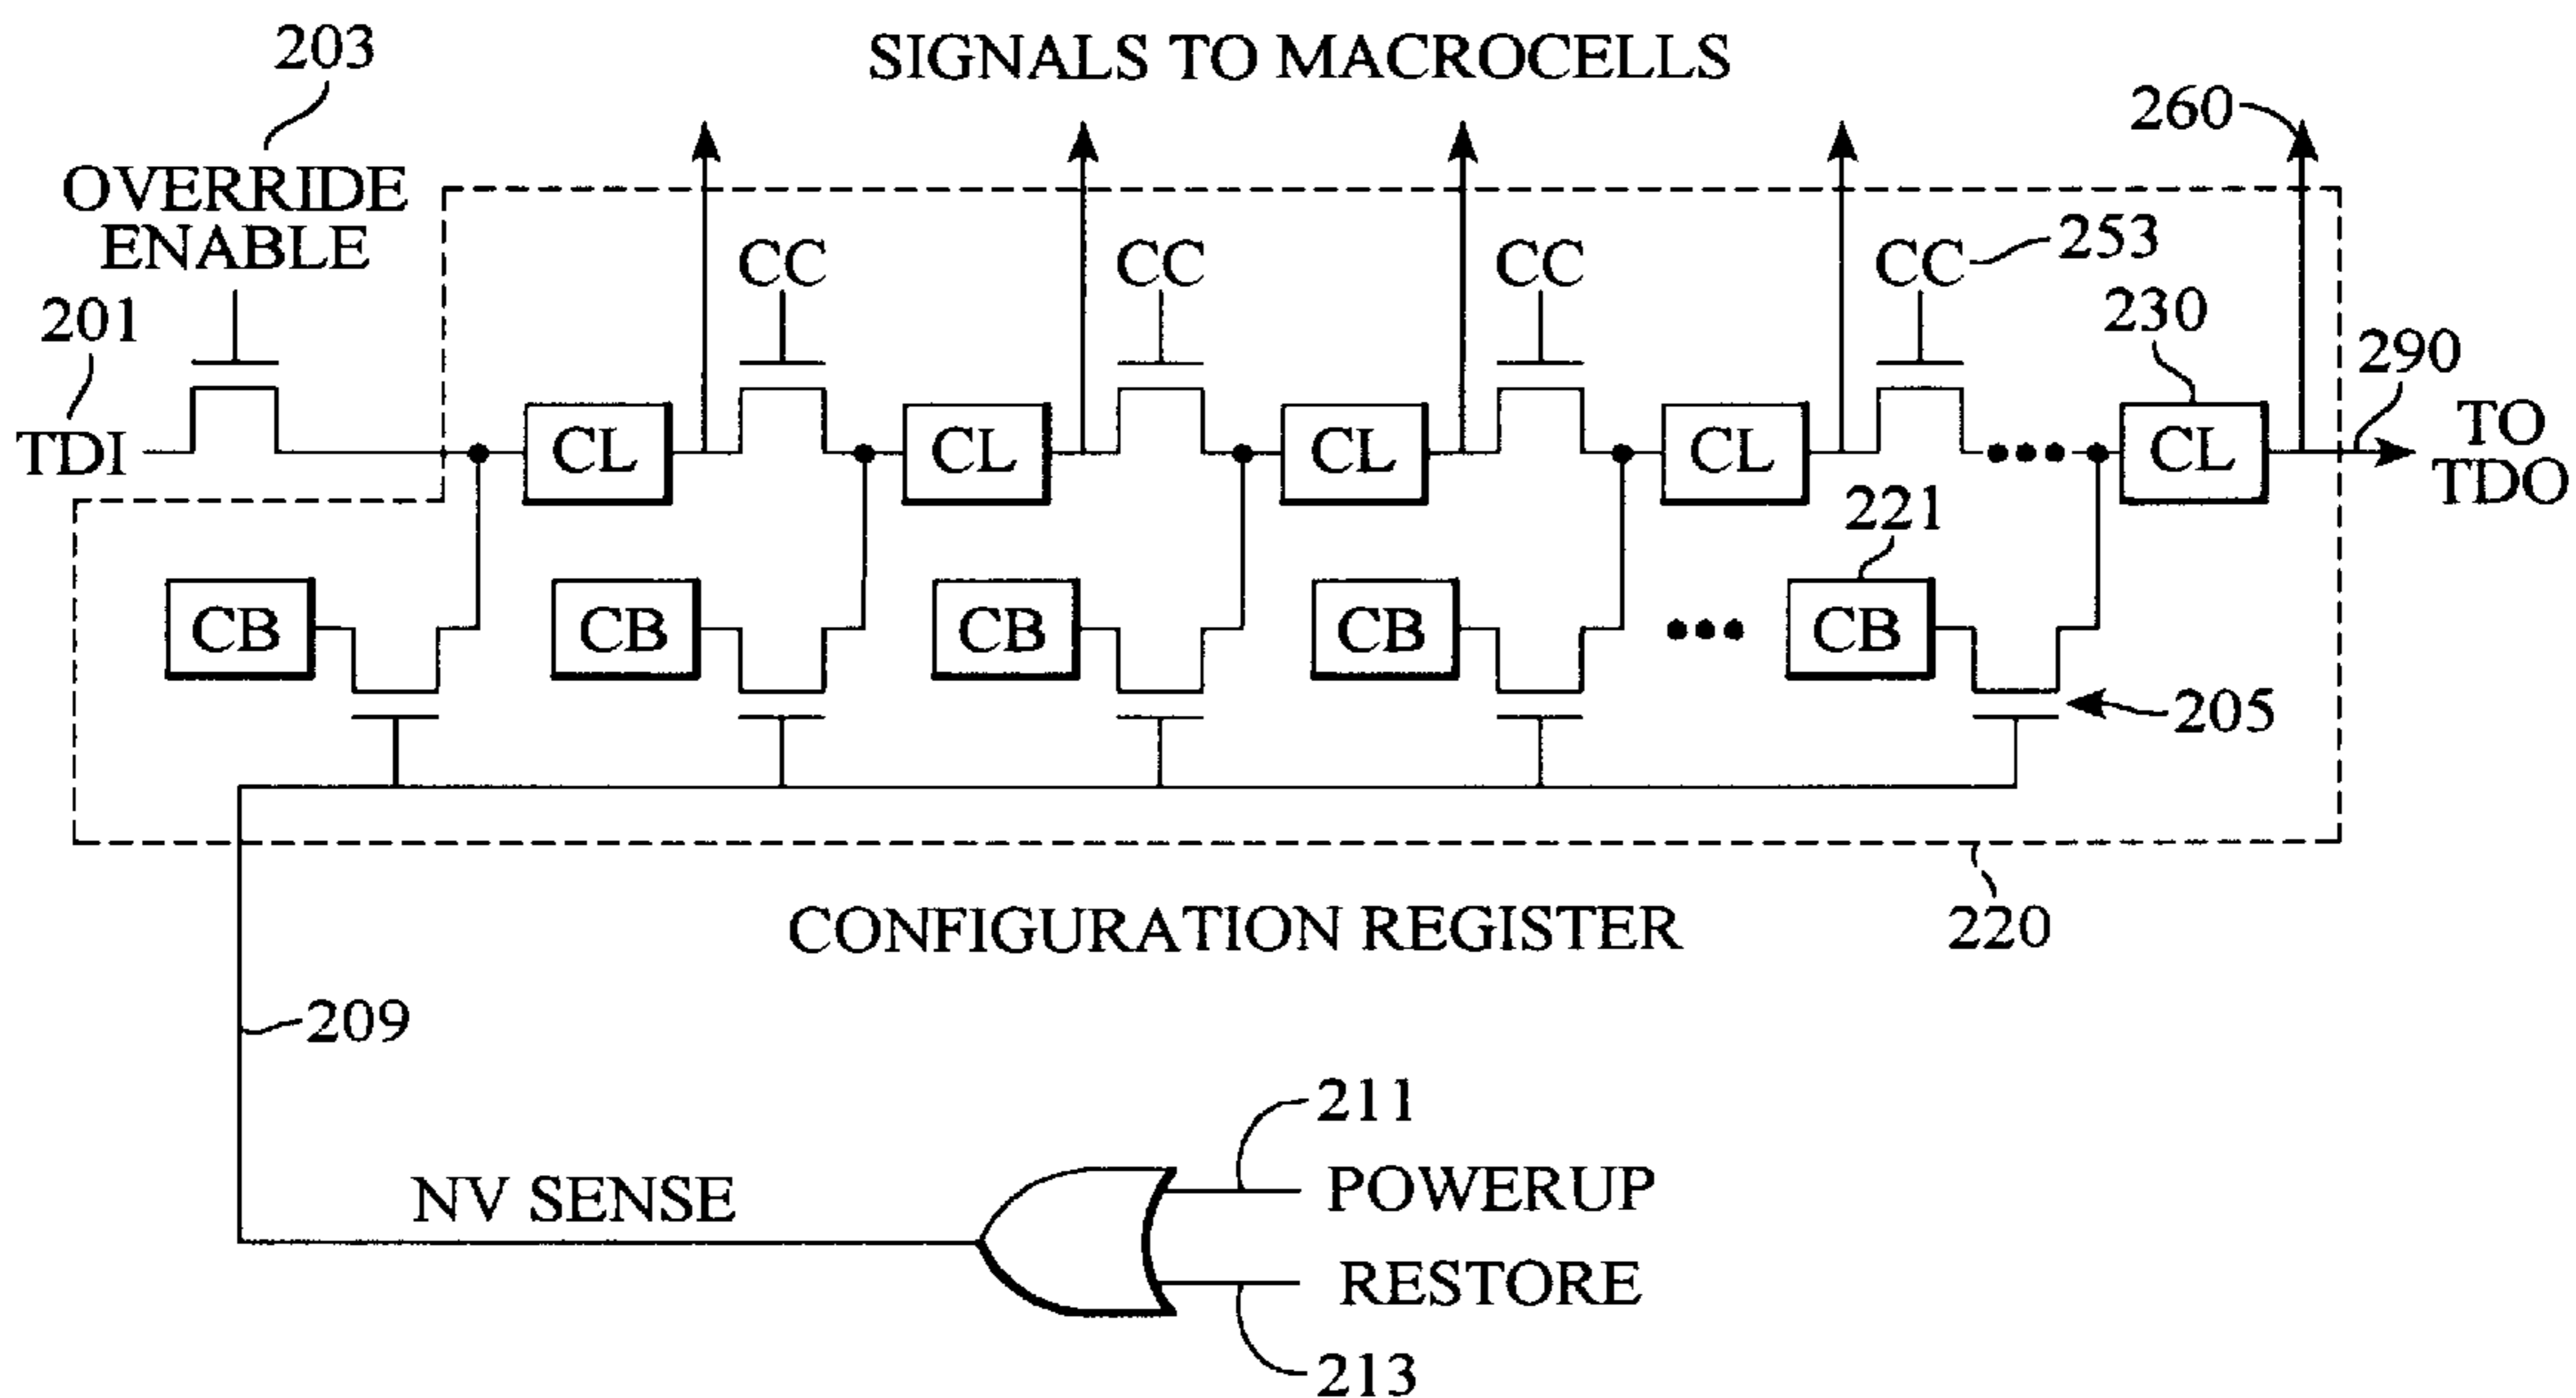 203
SIGNALS TO MACROCELLS
260
OVERRIDE
ENABLE
CC
CC
CC
CC
253
201
230
290
TDI
CL
CL
CL
CL
CL
TO
TDO
221
CB
CB
CB
CB
CB
205
CONFIGURATION REGISTER
220
209
211
NV SENSE
POWERUP
RESTORE
213